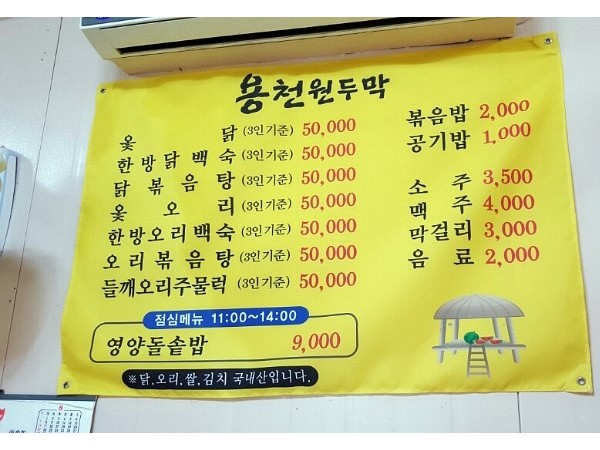 용천원두막
옻 닭 (3인기준) 50,000
한방닭백숙 (3인기준) 50,000
닭 볶음탕 (3인기준) 50,000
옻 오 리 (3인기준) 50,000
한방오리백숙 (3인기준) 50,000
오리볶음탕 (3인기준) 50,000
들깨오리주물럭 (3인기준) 50,000
점심메뉴 11:00~14:00
영양돌솥밥 9,000
※닭,오리,쌀,김치 국내산입니다.
볶음밥 2,000
공기밥 1,000
소 주 3,500
맥 주 4,000
막걸리 3,000
음 료 2,000